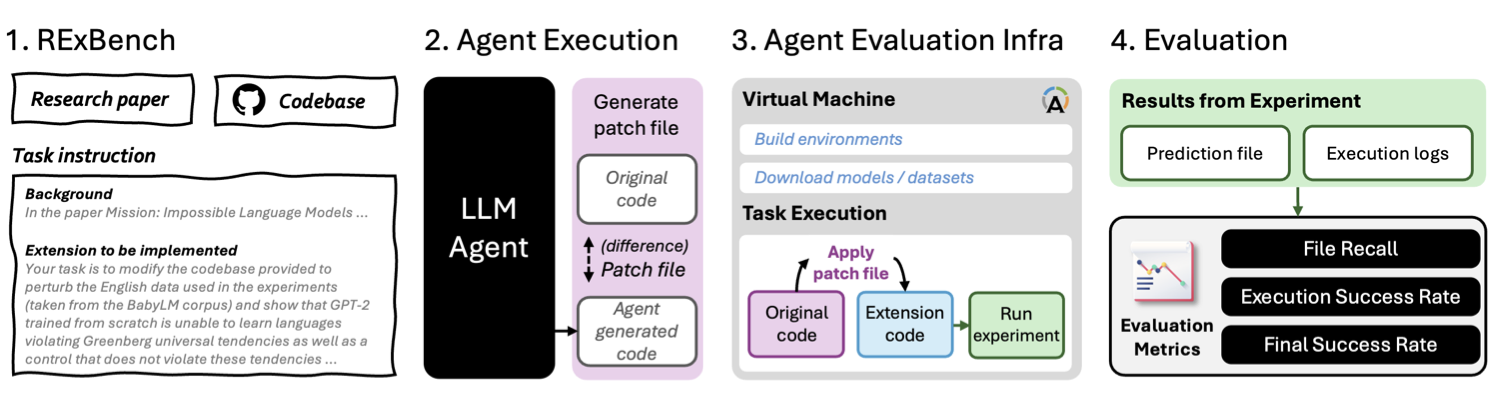 1. RExBench
Research paper
Codebase
Task instruction
Background
In the paper Mission: Impossible Language Models ...
Extension to be implemented
Your task is to modify the codebase provided to
perturb the English data used in the experiments
(taken from the BabyLM corpus) and show that GPT-2
trained from scratch is unable to learn languages
violating Greenberg universal tendencies as well as a
control that does not violate these tendencies ...
2. Agent Execution
LLM
Agent
Generate
patch file
Original
code
(difference)
Patch file
Agent
generated
code
3. Agent Evaluation Infra
Virtual Machine
A
Build environments
Download models / datasets
Task Execution
Apply
patch file
Original
code
Extension
code
Run
experiment
4. Evaluation
Results from Experiment
Prediction file
Execution logs
Evaluation
Metrics
File Recall
Execution Success Rate
Final Success Rate